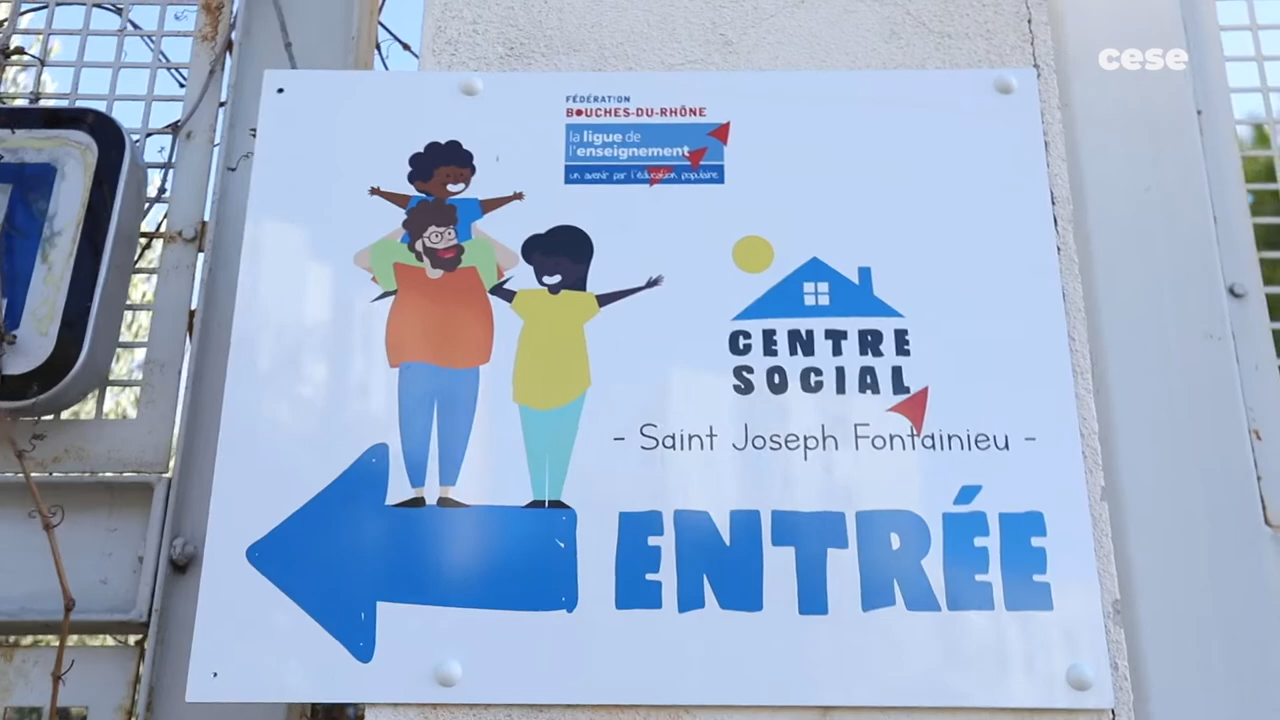 cese
FÉDÉRATION
BOUCHES-DU-RHÔNE
la ligue de
l'enseignement
un avenir par l'éducation populaire
CENTRE
SOCIAL
- Saint Joseph Fontainieu -
ENTRÉE